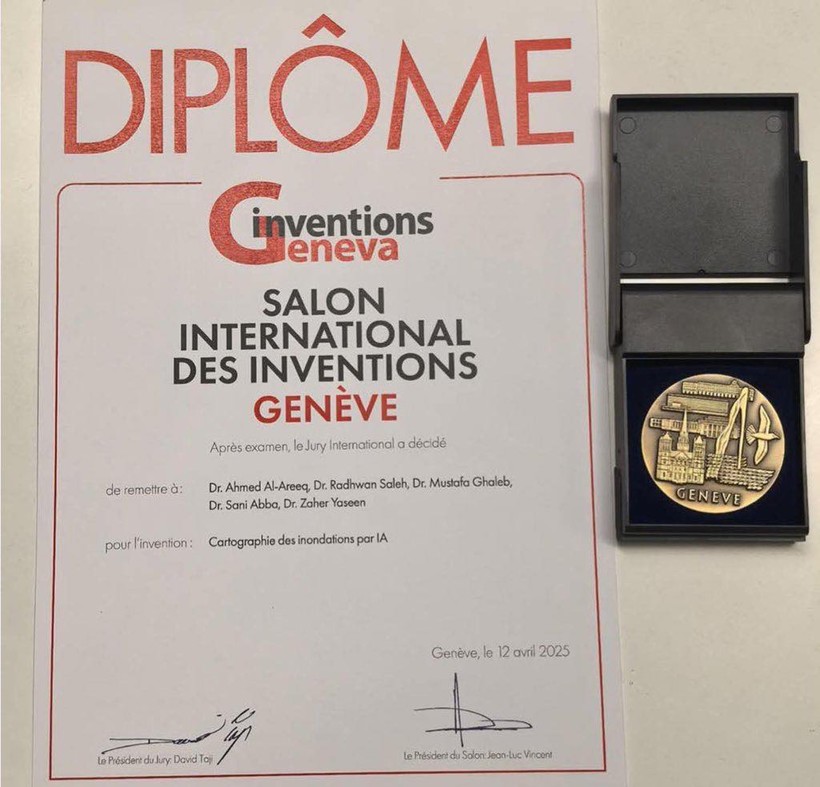 DIPLÔME
inventions
Geneva
SALON
INTERNATIONAL
DES INVENTIONS
GENÈVE
Après examen, le Jury International a décidé
de remettre à : Dr. Ahmed Al-Areeq, Dr. Radhwan Saleh, Dr. Mustafa Ghaleb,
Dr. Sani Abba, Dr. Zaher Yaseen
pour l'invention : Cartographie des inondations par IA
Genève, le 12 avril 2025
Le Président du Jury: David Taji
Le Président du Salon: Jean-Luc Vincent
GENEVE